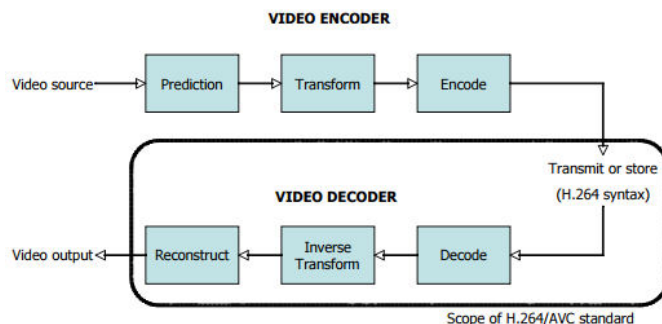 VIDEO ENCODER
Video source
Prediction
Transform
Encode
Transmit or store
(H.264 syntax)
VIDEO DECODER
Video output
Reconstruct
Inverse
Transform
Decode
Scope of H.264/AVC standard